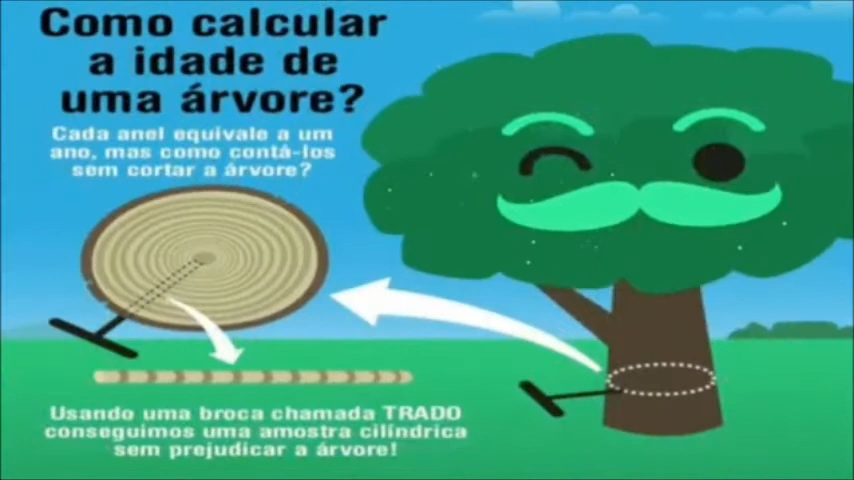 Como calcular
a idade de
uma árvore?
Cada anel equivale a um
ano, mas como contá-los
sem cortar a árvore?
Usando uma broca chamada TRADO
conseguimos uma amostra cilíndrica
sem prejudicar a árvore!